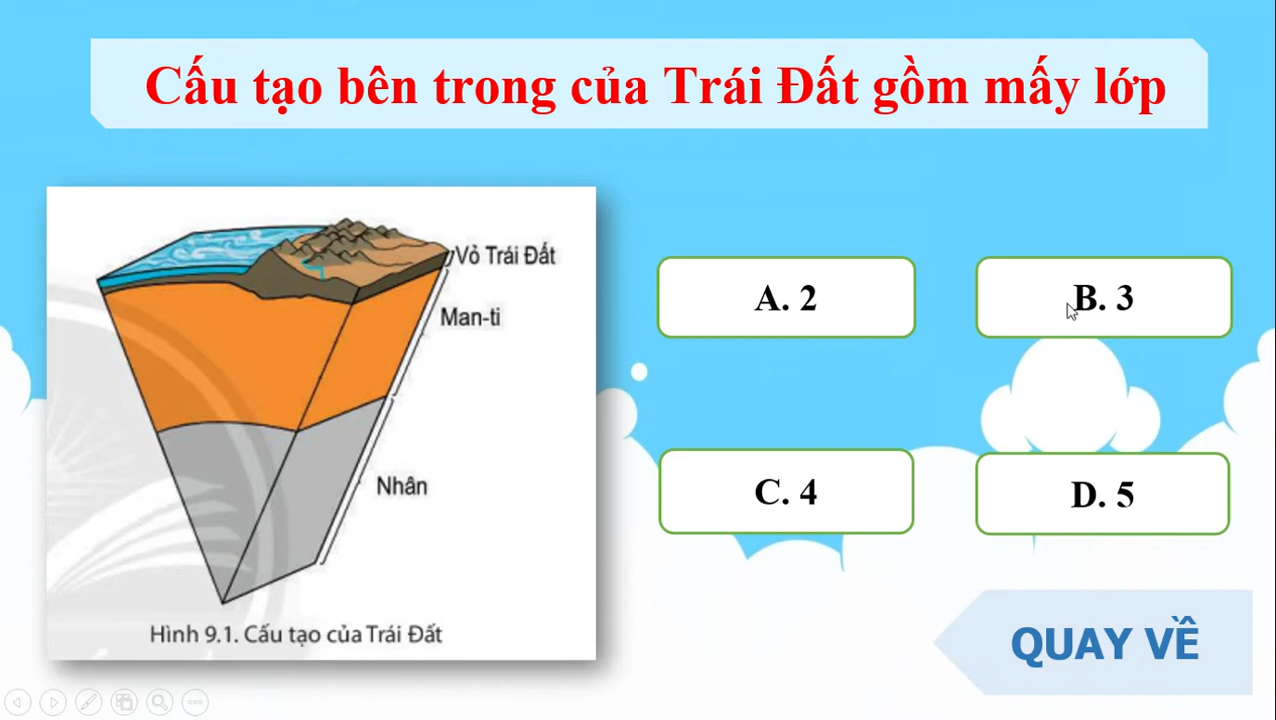 Cấu tạo bên trong của Trái Đất gồm mấy lớp
Vỏ Trái Đất
Man-ti
Nhân
Hình 9.1. Cấu tạo của Trái Đất
A. 2
B. 3
C. 4
D. 5
QUAY VỀ